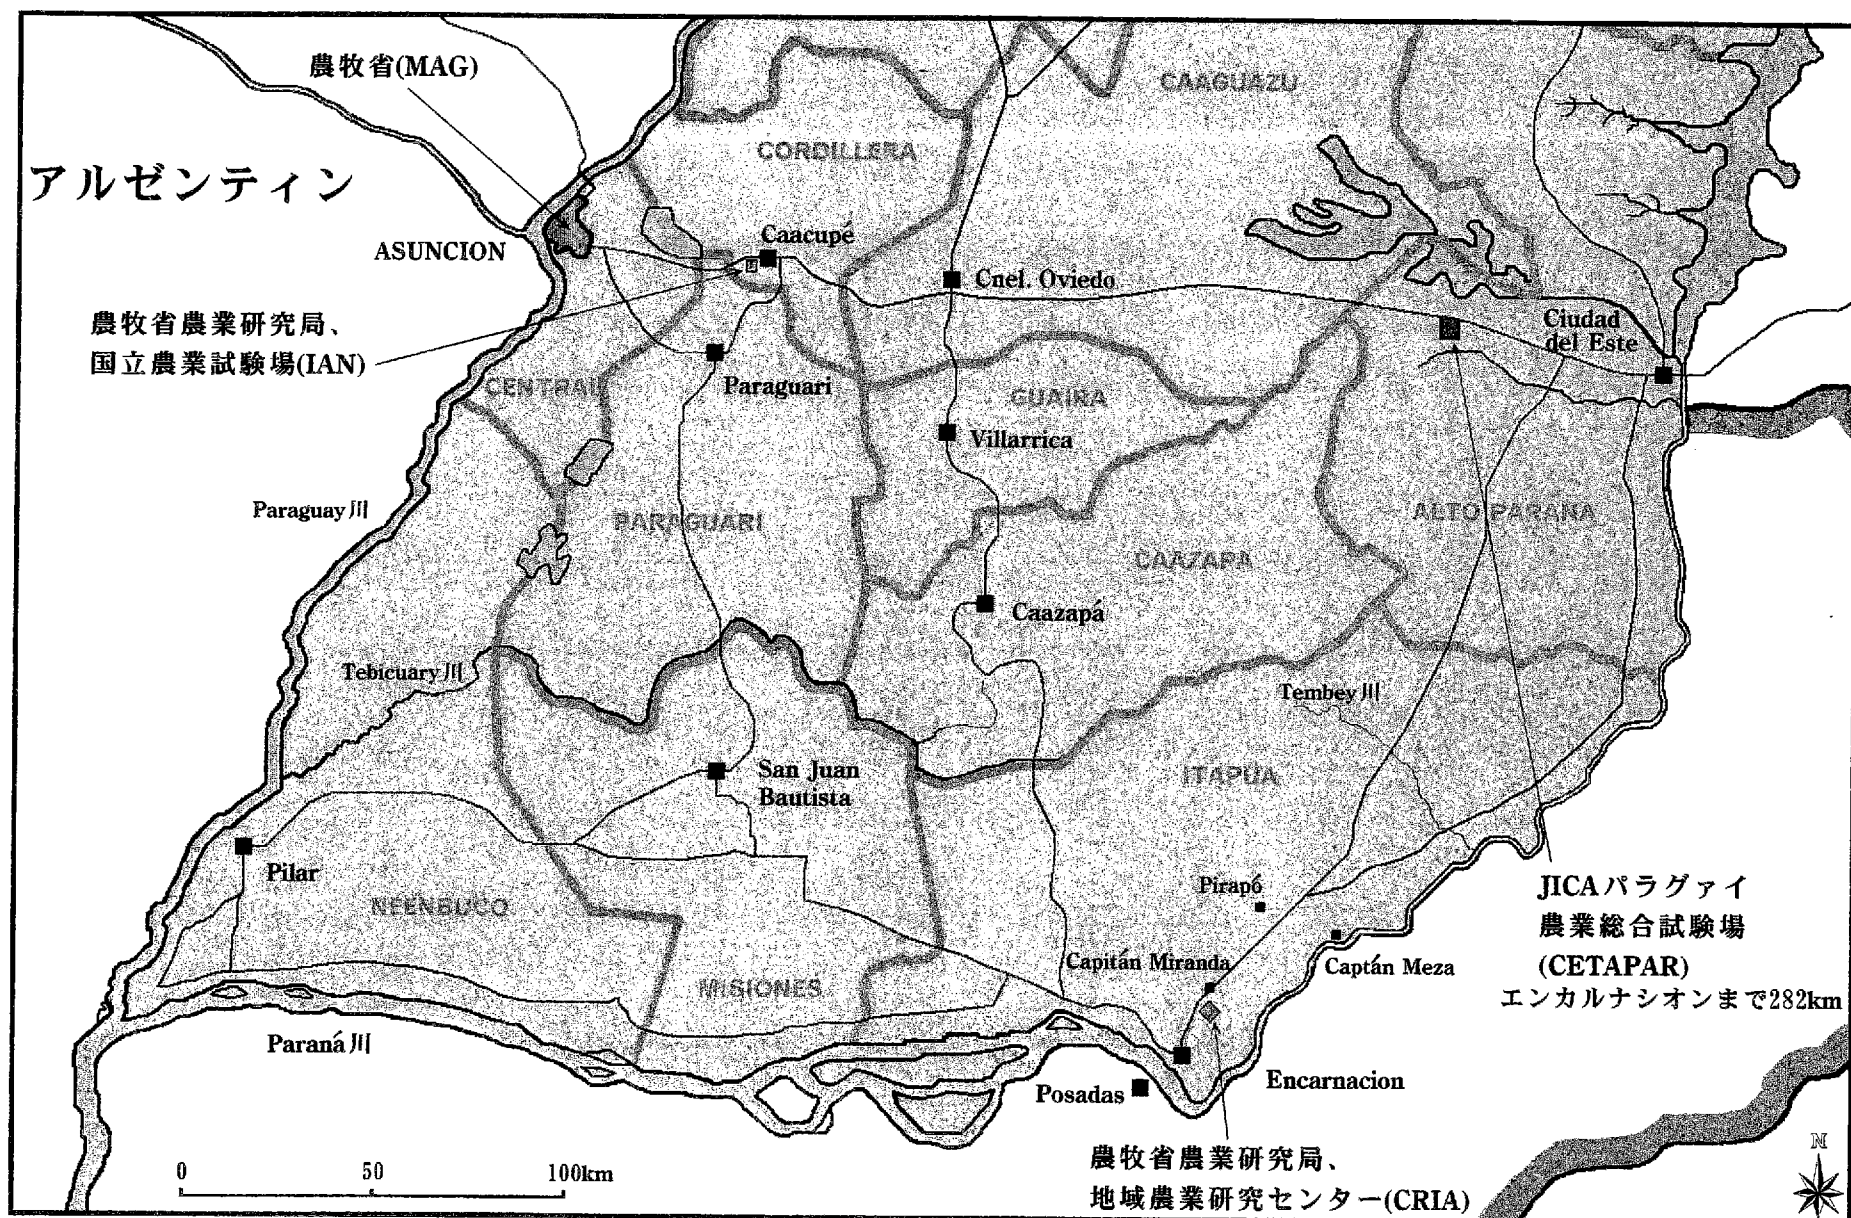 農牧省(MAG)
CAAGUAZU
CORDILLERA
アルゼンティン
Caacupé
ASUNCION
Cnel. Oviedo
農牧省農業研究局、
国立農業試験場(IAN)
Ciudad
del Este
CENTRAL
Paraguari
GUAIRA
Villarrica
Paraguay川
PARAGUARI
ALTO PARANA
CAAZAPA
Caazapá
Tebicuary川
Tembey川
San Juan
Bautista
ITAPUA
Pilar
NEENBUCO
Pirapó
JICAパラグァイ
農業総合試験場
(CETAPAR)
エンカルナシオンまで282km
Capitán Miranda
Captán Meza
MISIONES
Paraná川
Encarnacion
Posadas
農牧省農業研究局、
地域農業研究センター(CRIA)
0 50 100km
N